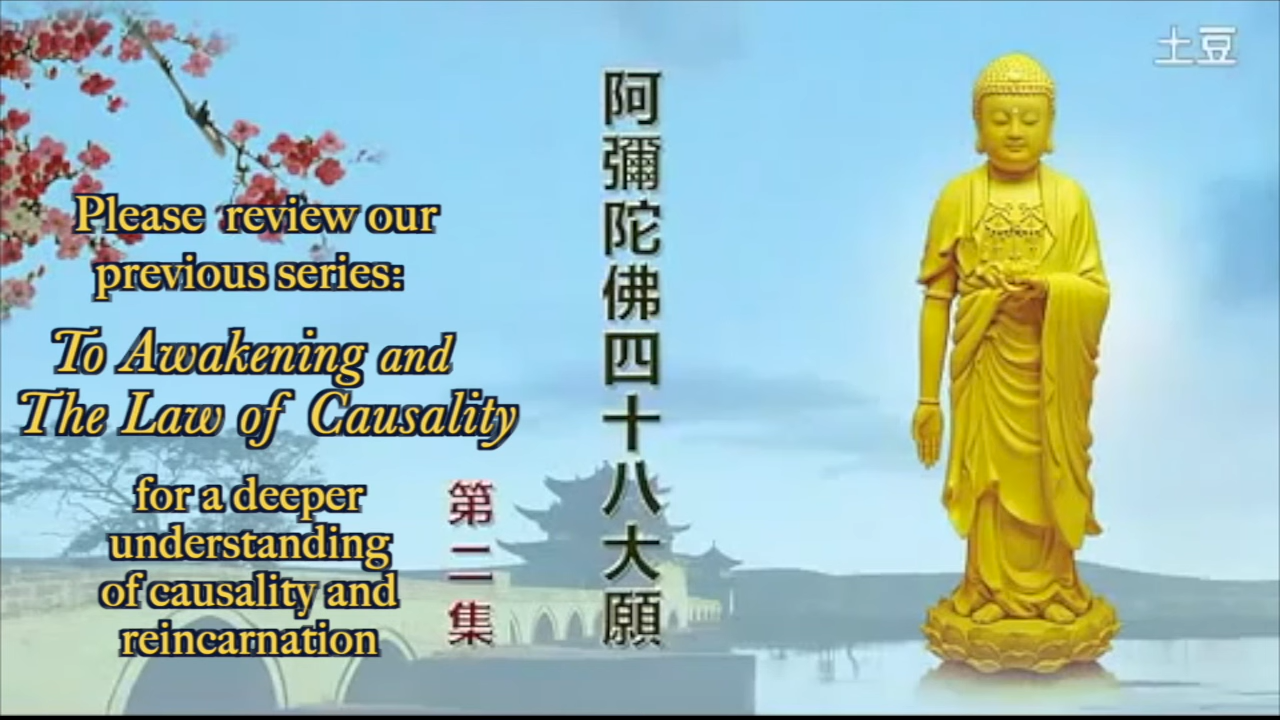 Please review our
previous series:
To Awakening and
The Law of Causality
for a deeper
understanding
of causality and
reincarnation
阿彌陀佛四十八大願
第二集
土豆